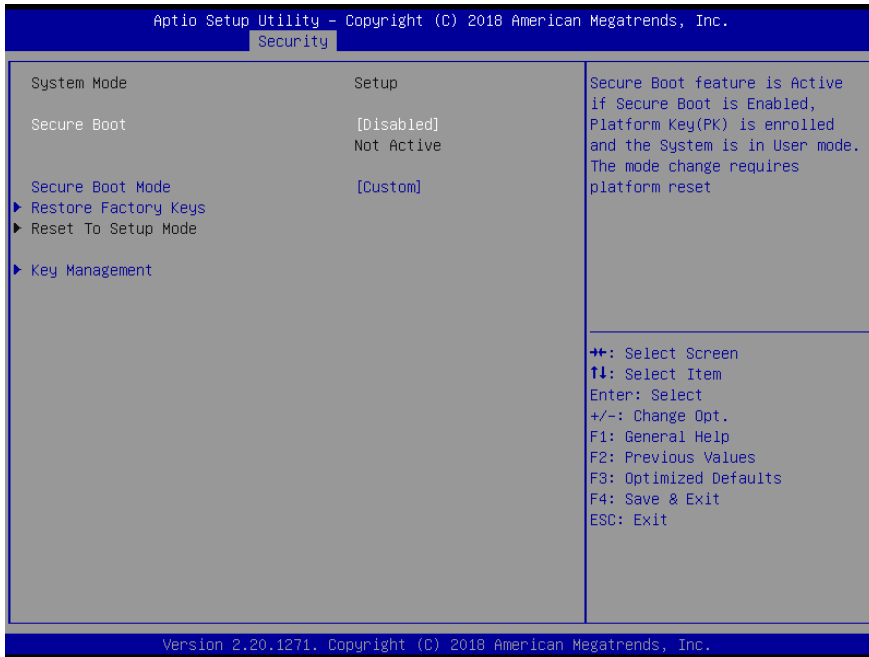 Aptio Setup Utility – Copyright (C) 2018 American Megatrends, Inc.
Security
System Mode Setup
Secure Boot [Disabled]
Not Active
Secure Boot Mode [Custom]
Restore Factory Keys
Reset To Setup Mode
Key Management
Secure Boot feature is Active
if Secure Boot is Enabled,
Platform Key(PK) is enrolled
and the System is in User mode.
The mode change requires
platform reset
→←: Select Screen
↑↓: Select Item
Enter: Select
+/-: Change Opt.
F1: General Help
F2: Previous Values
F3: Optimized Defaults
F4: Save & Exit
ESC: Exit
Version 2.20.1271. Copyright (C) 2018 American Megatrends, Inc.